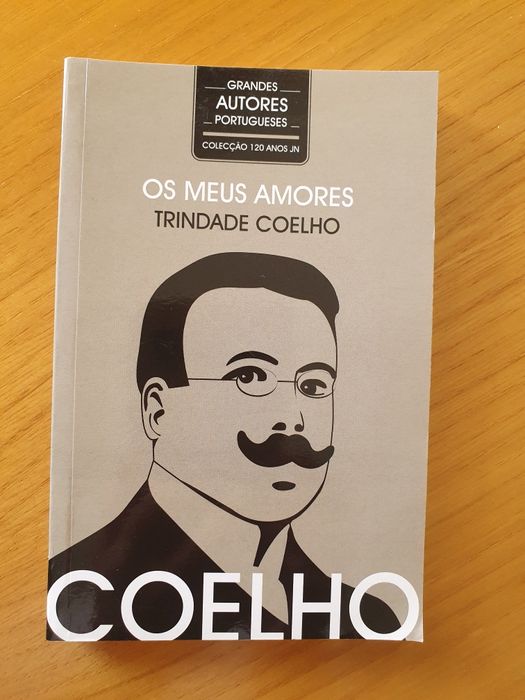 GRANDES
AUTORES
PORTUGUESES
COLECÇÃO 120 ANOS JN
OS MEUS AMORES
TRINDADE COELHO
COELHO